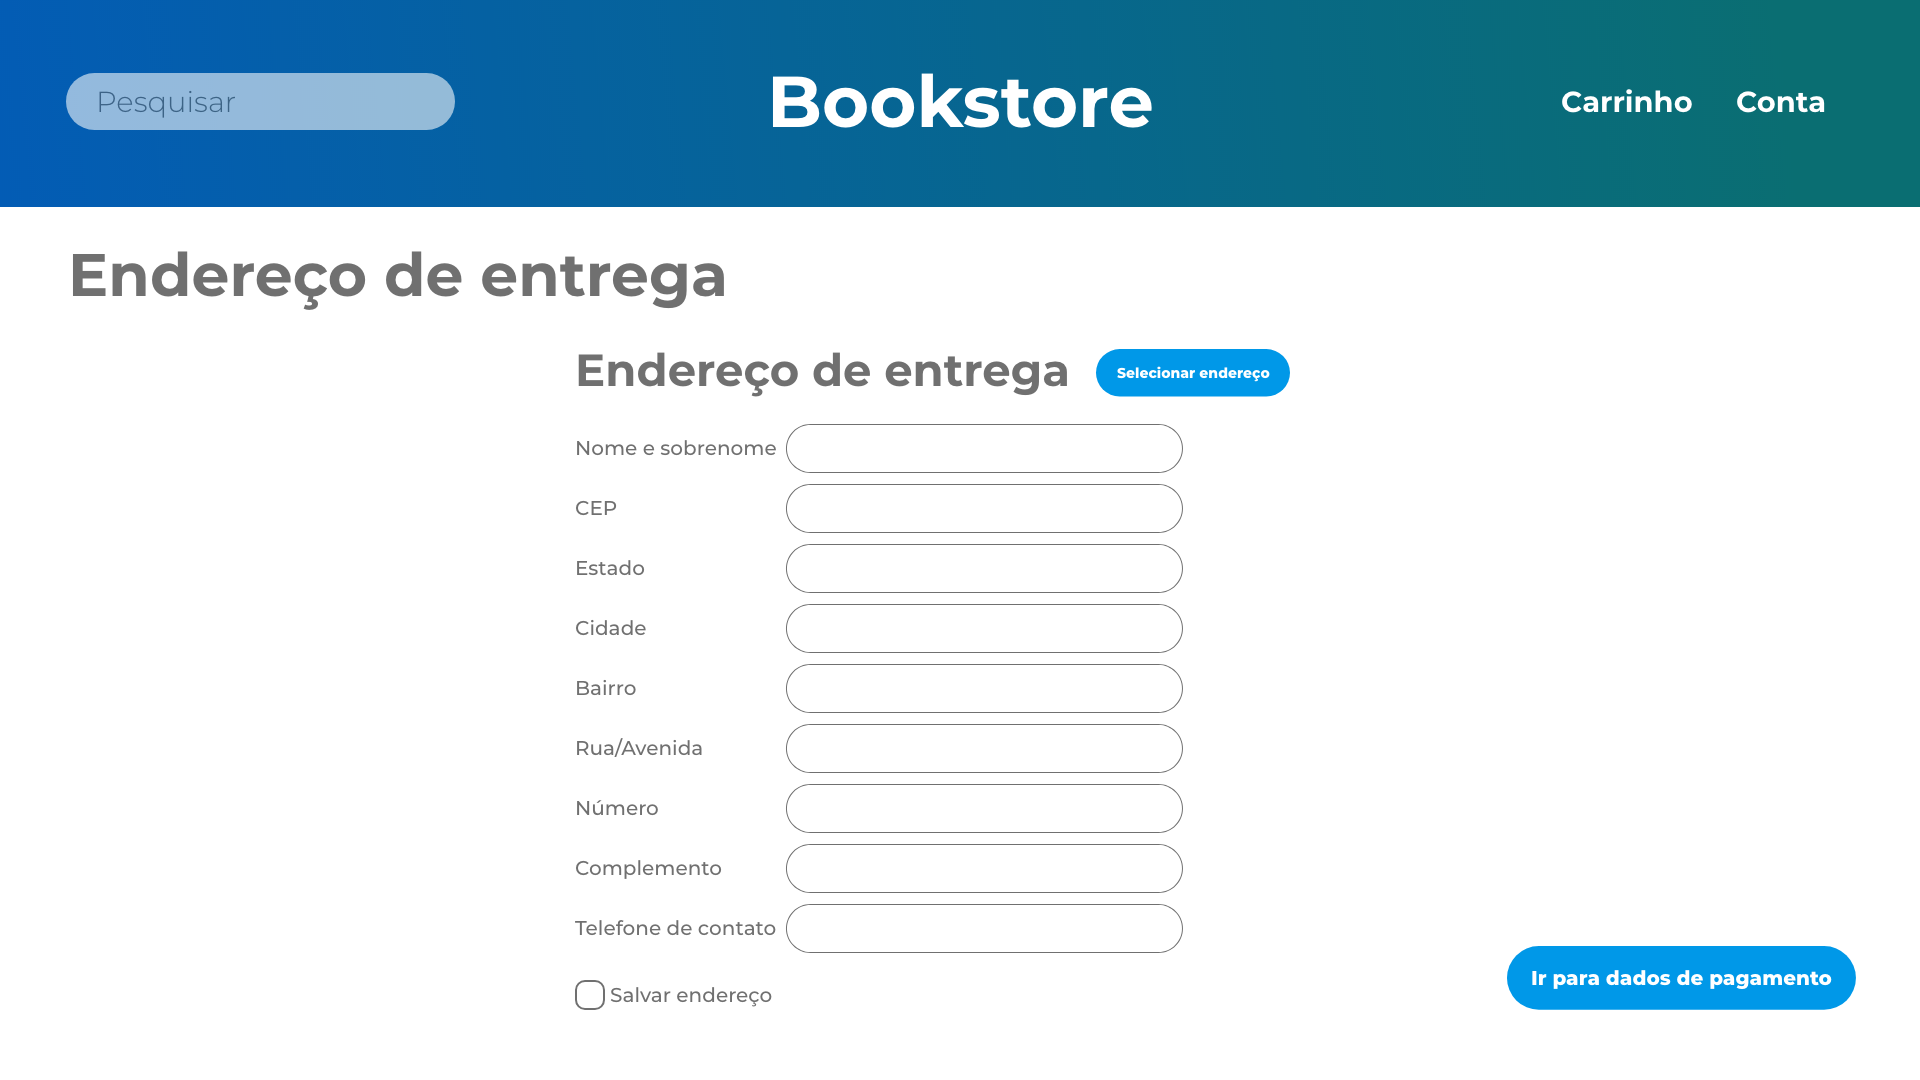 Pesquisar
Bookstore
Carrinho
Conta
Endereço de entrega
Endereço de entrega
Selecionar endereço
Nome e sobrenome
CEP
Estado
Cidade
Bairro
Rua/Avenida
Número
Complemento
Telefone de contato
Salvar endereço
Ir para dados de pagamento